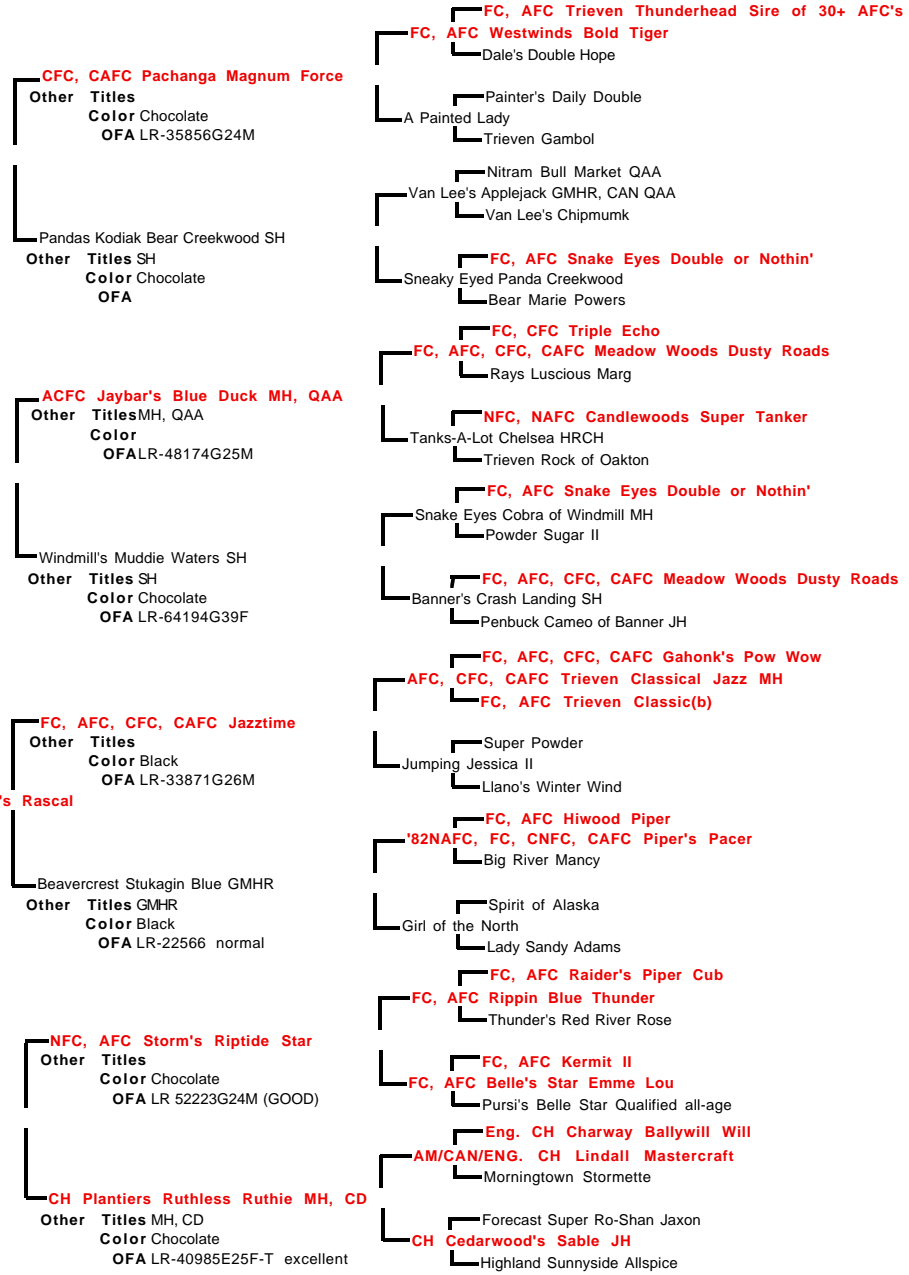 FC, AFC Trieven Thunderhead Sire of 30+ AFC's
FC, AFC Westwinds Bold Tiger
Dale's Double Hope
CFC, CAFC Pachanga Magnum Force
Other Titles
Color Chocolate
OFA LR-35856G24M
Painter's Daily Double
A Painted Lady
Trieven Gambol
Nitram Bull Market QAA
Van Lee's Applejack GMHR, CAN QAA
Van Lee's Chipmumk
Pandas Kodiak Bear Creekwood SH
Other Titles SH
Color Chocolate
OFA
FC, AFC Snake Eyes Double or Nothin'
Sneaky Eyed Panda Creekwood
Bear Marie Powers
FC, CFC Triple Echo
FC, AFC, CFC, CAFC Meadow Woods Dusty Roads
Rays Luscious Marg
ACFC Jaybar's Blue Duck MH, QAA
Other Titles MH, QAA
Color
OFA LR-48174G25M
NFC, NAFC Candlewoods Super Tanker
Tanks-A-Lot Chelsea HRCH
Trieven Rock of Oakton
FC, AFC Snake Eyes Double or Nothin'
Snake Eyes Cobra of Windmill MH
Powder Sugar II
Windmill's Muddie Waters SH
Other Titles SH
Color Chocolate
OFA LR-64194G39F
FC, AFC, CFC, CAFC Meadow Woods Dusty Roads
Banner's Crash Landing SH
Penbuck Cameo of Banner JH
FC, AFC, CFC, CAFC Gahonk's Pow Wow
AFC, CFC, CAFC Trieven Classical Jazz MH
FC, AFC Trieven Classic(b)
FC, AFC, CFC, CAFC Jazztime
Other Titles
Color Black
OFA LR-33871G26M
Super Powder
Jumping Jessica II
Llano's Winter Wind
's Rascal
FC, AFC Hiwood Piper
'82NAFC, FC, CNFC, CAFC Piper's Pacer
Big River Mancy
Beavercrest Stukagin Blue GMHR
Other Titles GMHR
Color Black
OFA LR-22566 normal
Spirit of Alaska
Girl of the North
Lady Sandy Adams
FC, AFC Raider's Piper Cub
FC, AFC Rippin Blue Thunder
Thunder's Red River Rose
NFC, AFC Storm's Riptide Star
Other Titles
Color Chocolate
OFA LR 52223G24M (GOOD)
FC, AFC Kermit II
FC, AFC Belle's Star Emme Lou
Pursi's Belle Star Qualified all-age
Eng. CH Charway Ballywill Will
AM/CAN/ENG. CH Lindall Mastercraft
Morningtown Stormette
CH Plantiers Ruthless Ruthie MH, CD
Other Titles MH, CD
Color Chocolate
OFA LR-40985E25F-T excellent
Forecast Super Ro-Shan Jaxon
CH Cedarwood's Sable JH
Highland Sunnyside Allspice